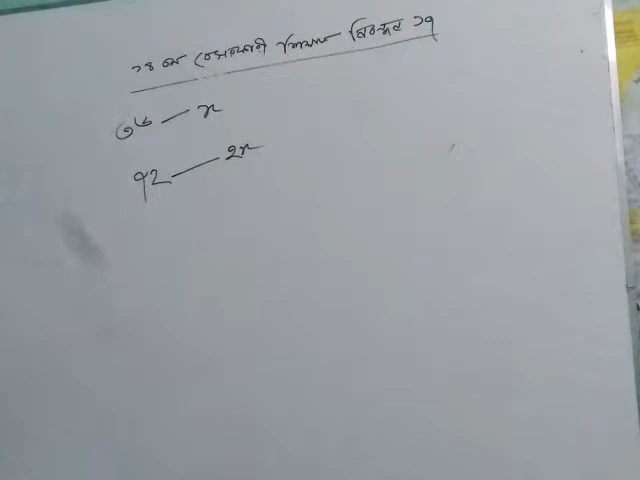 ১৪ তম বেসরকারী শিক্ষক নিবন্ধন ১৭
৩৬ — x
৭২ — ২x